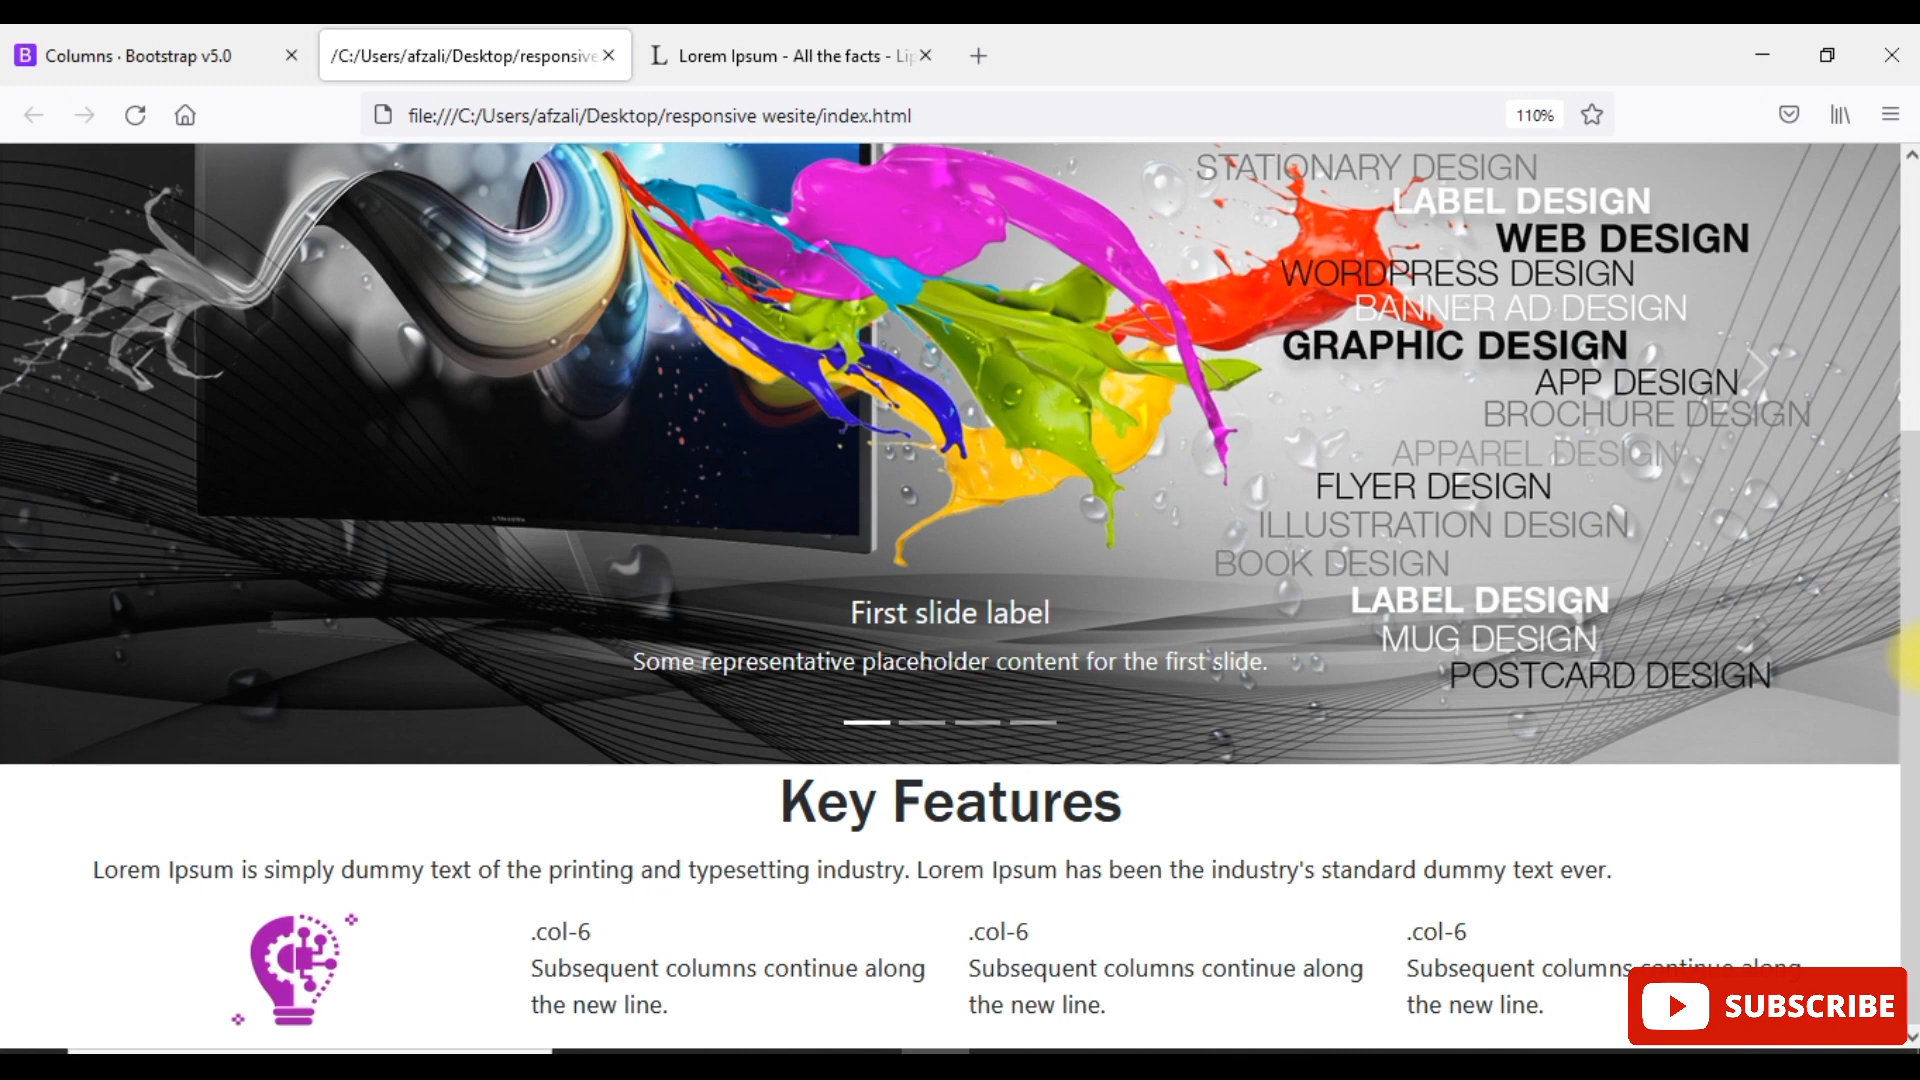 Columns · Bootstrap v5.0
/C:/Users/afzali/Desktop/responsive
Lorem Ipsum - All the facts - Lip
file:///C:/Users/afzali/Desktop/responsive wesite/index.html
110%
STATIONARY DESIGN
LABEL DESIGN
WEB DESIGN
WORDPRESS DESIGN
BANNER AD DESIGN
GRAPHIC DESIGN
APP DESIGN
BROCHURE DESIGN
APPAREL DESIGN
FLYER DESIGN
ILLUSTRATION DESIGN
BOOK DESIGN
LABEL DESIGN
MUG DESIGN
POSTCARD DESIGN
First slide label
Some representative placeholder content for the first slide.
Key Features
Lorem Ipsum is simply dummy text of the printing and typesetting industry. Lorem Ipsum has been the industry's standard dummy text ever.
.col-6
Subsequent columns continue along
the new line.
.col-6
Subsequent columns continue along
the new line.
.col-6
Subsequent columns continue along
the new line.
SUBSCRIBE